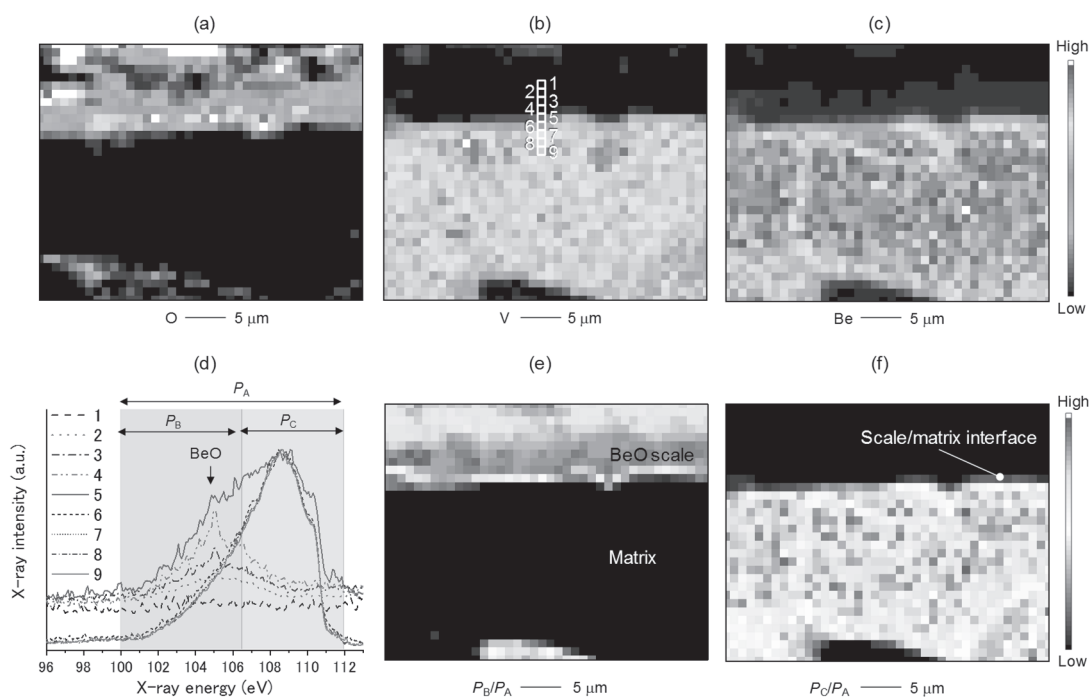 (a)
(b)
(c)
High
1
2
3
4
5
6
7
8
9
Low
O 5 μm
V 5 μm
Be 5 μm
(d)
(e)
(f)
P_A
P_B
P_C
BeO
1
2
3
4
5
6
7
8
9
X-ray intensity (a.u.)
96 98 100 102 104 106 108 110 112
X-ray energy (eV)
BeO scale
Matrix
P_B/P_A 5 μm
Scale/matrix interface
High
Low
P_C/P_A 5 μm